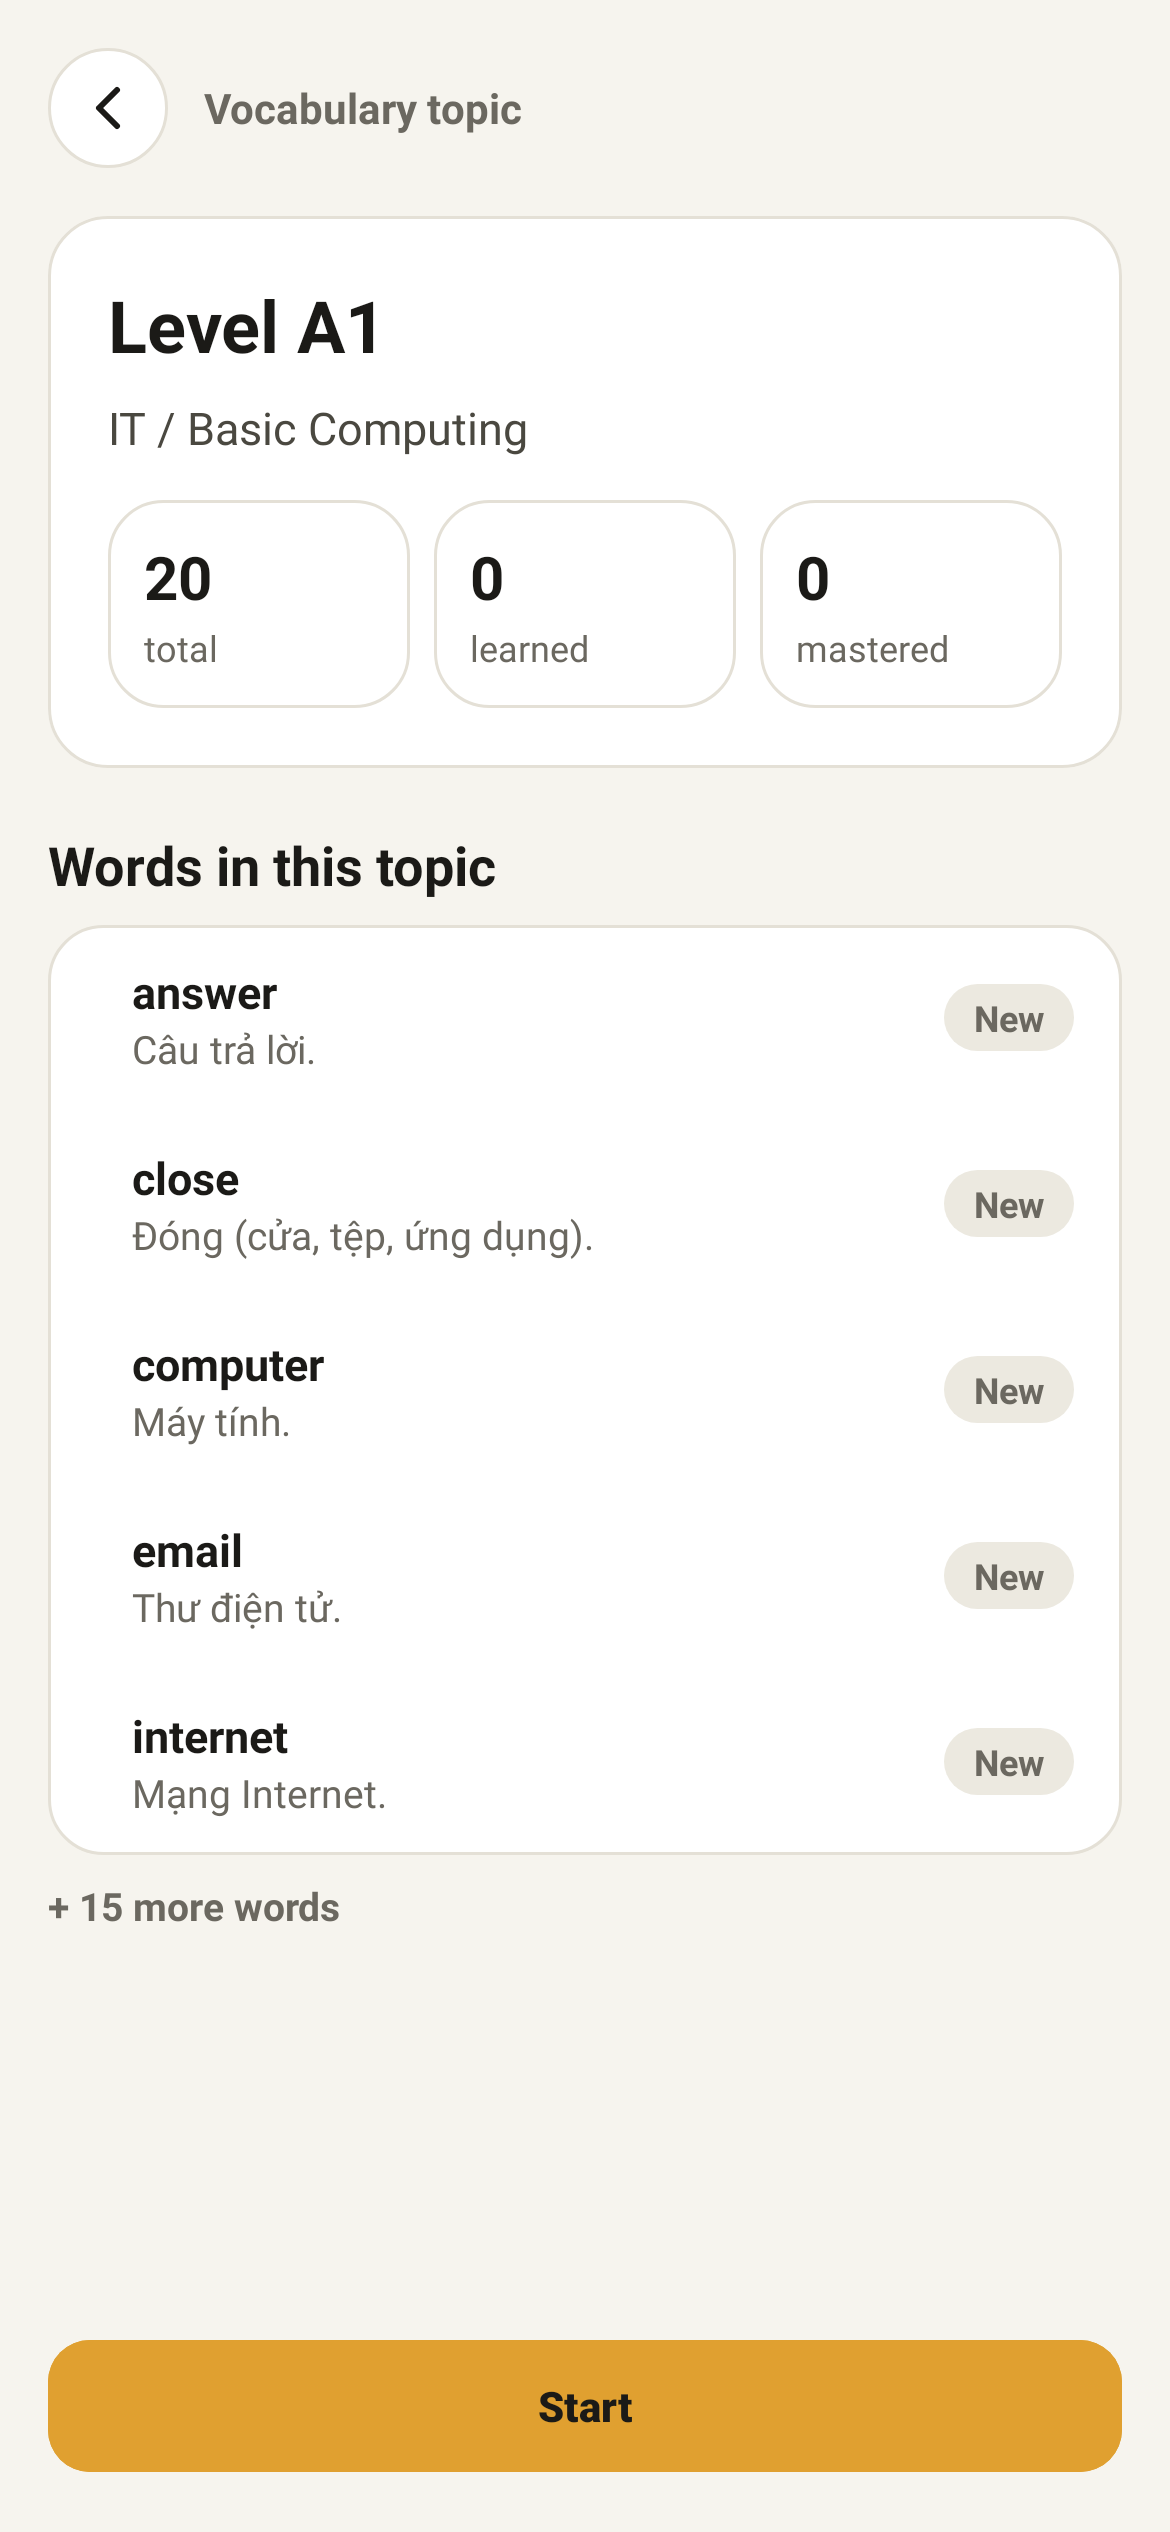 Vocabulary topic
Level A1
IT / Basic Computing
20
total
0
learned
0
mastered
Words in this topic
answer
Câu trả lời.
New
close
Đóng (cửa, tệp, ứng dụng).
New
computer
Máy tính.
New
email
Thư điện tử.
New
internet
Mạng Internet.
New
+ 15 more words
Start